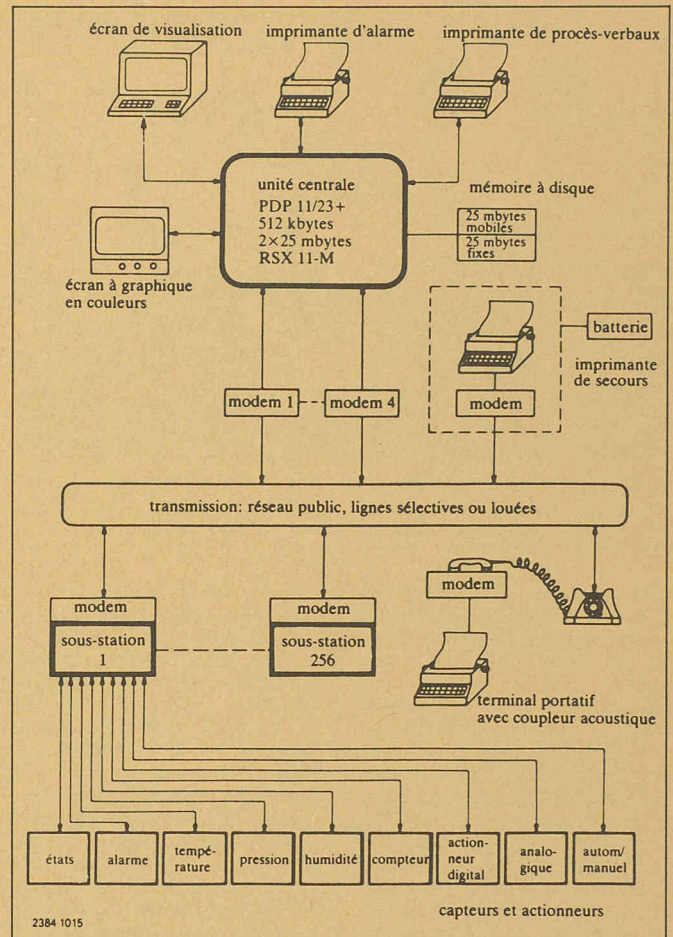 écran de visualisation
imprimante d'alarme
imprimante de procès-verbaux
unité centrale
PDP 11/23+
512 kbytes
2×25 mbytes
RSX 11-M
mémoire à disque
25 mbytes
mobiles
25 mbytes
fixes
écran à graphique
en couleurs
batterie
imprimante
de secours
modem 1
modem 4
modem
transmission: réseau public, lignes sélectives ou louées
modem
sous-station
1
modem
sous-station
256
modem
terminal portatif
avec coupleur acoustique
états
alarme
tempé-
rature
pression
humidité
compteur
action-
neur
digital
analo-
gique
autom/
manuel
capteurs et actionneurs
2384 1015